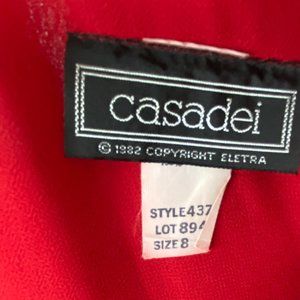 casadei
© 1982 COPYRIGHT ELETRA
STYLE 437
LOT 894
SIZE 8